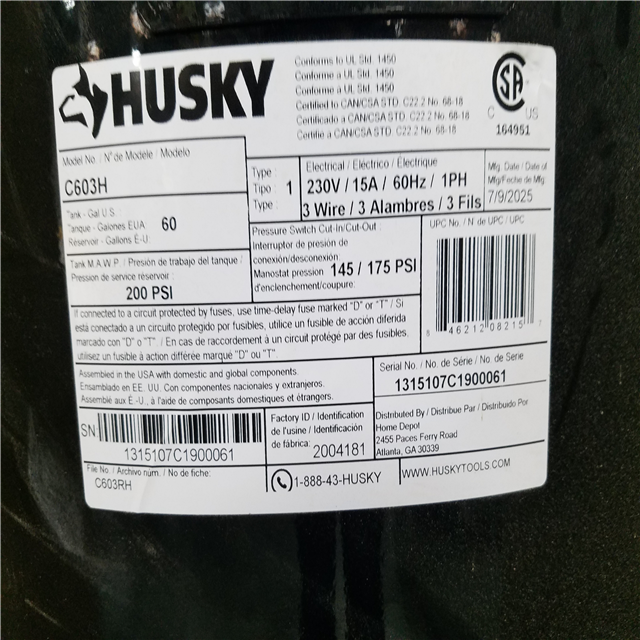 HUSKY
Conforms to UL Std. 1450
Conforme a UL Std. 1450
Conforme a UL Std. 1450
Certified to CAN/CSA STD. C22.2 No. 68-18
Certificado a CAN/CSA STD. C22.2 No. 68-18
Certifié a CAN/CSA STD. C22.2 No. 68-18
CSA
C US
164951
Model No. / N° de Modele / Modelo
C603H
Tank - Gal U.S.
Tanque - Galones EUA
Réservoir - Gallons É-U.
60
Tank M.A.W.P. / Presión de trabajo del tanque /
Pression de service réservoir :
200 PSI
Type :
Tipo :
Type :
1
Electrical / Eléctrico / Électrique
230V / 15A / 60Hz / 1PH
3 Wire / 3 Alambres / 3 Fils
Mfg. Date / Date of
Mfg/Feche de Mfg
7/9/2025
Pressure Switch Cut-In/Cut-Out :
Interruptor de presión de
conexión/desconexión:
Manostat pression
d'enclenchement/coupure:
145 / 175 PSI
UPC No. / N° de UPC / UPC
8 46212 08215 7
If connected to a circuit protected by fuses, use time-delay fuse marked "D" or "T" / Si
está conectado a un circuito protegido por fusibles, utilice un fusible de acción diferida
marcado con "D" o "T" / En cas de raccordement à un circuit protégé par des fusibles,
utilisez un fusible à action différée marqué "D" ou "T".
Assembled in the USA with domestic and global components.
Ensamblado en EE. UU. Con componentes nacionales y extranjeros.
Assemblé aux É.-U., à l'aide de composants domestiques et étrangers.
Serial No. / No. de Série / No. de Serie
1315107C1900061
SN
1315107C1900061
Factory ID / Identification
de l'usine / Identificación
de fábrica:
2004181
Distributed By / Distribue Par / Distribuido Por
Home Depot
2455 Paces Ferry Road
Atlanta, GA 30339
File No. / Archivo num. / No de fiche:
C603RH
1-888-43-HUSKY
WWW.HUSKYTOOLS.COM